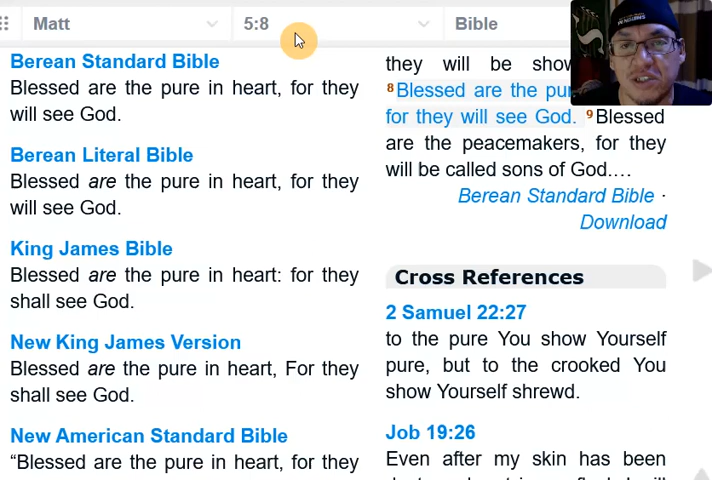 Matt
5:8
Bible
Berean Standard Bible
Blessed are the pure in heart, for they
will see God.
Berean Literal Bible
Blessed are the pure in heart, for they
will see God.
King James Bible
Blessed are the pure in heart: for they
shall see God.
New King James Version
Blessed are the pure in heart, For they
shall see God.
New American Standard Bible
“Blessed are the pure in heart, for they
they will be
8 Blessed are the
for they will see God. 9 Blessed
are the peacemakers, for they
will be called sons of God.…
Berean Standard Bible ·
Download
Cross References
2 Samuel 22:27
to the pure You show Yourself
pure, but to the crooked You
show Yourself shrewd.
Job 19:26
Even after my skin has been